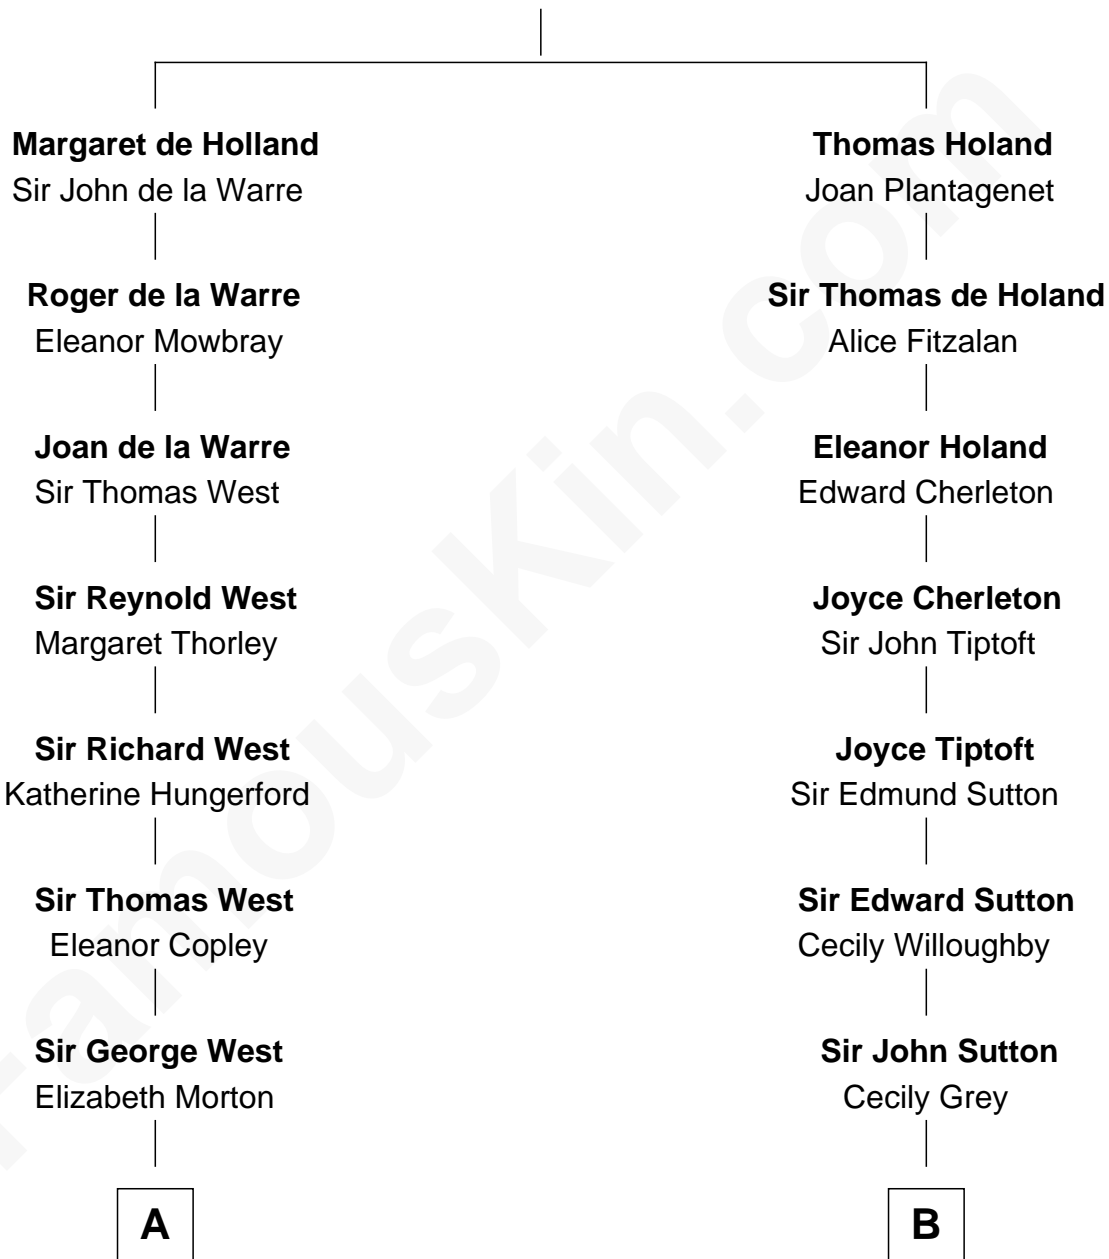 Margaret de Holland
Sir John de la Warre
Roger de la Warre
Eleanor Mowbray
Joan de la Warre
Sir Thomas West
Sir Reynold West
Margaret Thorley
Sir Richard West
Katherine Hungerford
Sir Thomas West
Eleanor Copley
Sir George West
Elizabeth Morton
A
Thomas Holand
Joan Plantagenet
Sir Thomas de Holand
Alice Fitzalan
Eleanor Holand
Edward Cherleton
Joyce Cherleton
Sir John Tiptoft
Joyce Tiptoft
Sir Edmund Sutton
Sir Edward Sutton
Cecily Willoughby
Sir John Sutton
Cecily Grey
B
FamousKin.com